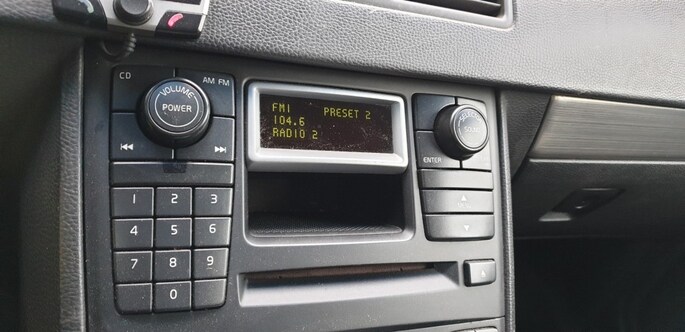 CD
AM FM
VOLUME
POWER
FM1 PRESET 2
104.6
RADIO 2
SOUND
ENTER
1 2 3
4 5 6
7 8 9
0